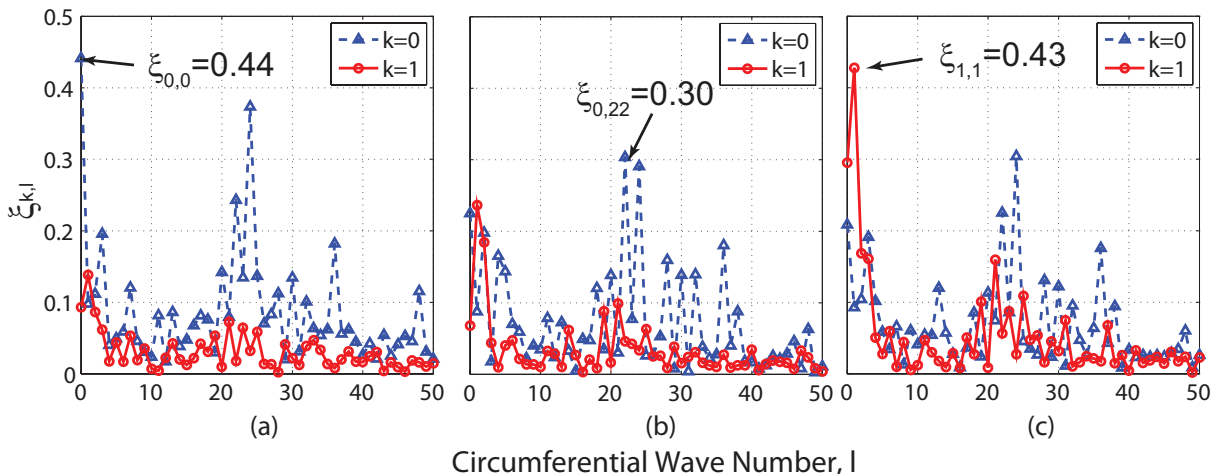 0.5
0.4
0.3
0.2
0.1
0
ξk,l
k=0
k=1
ξ0,0=0.44
0 10 20 30 40 50
(a)
k=0
k=1
ξ0,22=0.30
0 10 20 30 40 50
(b)
k=0
k=1
ξ1,1=0.43
0 10 20 30 40 50
(c)
Circumferential Wave Number, l